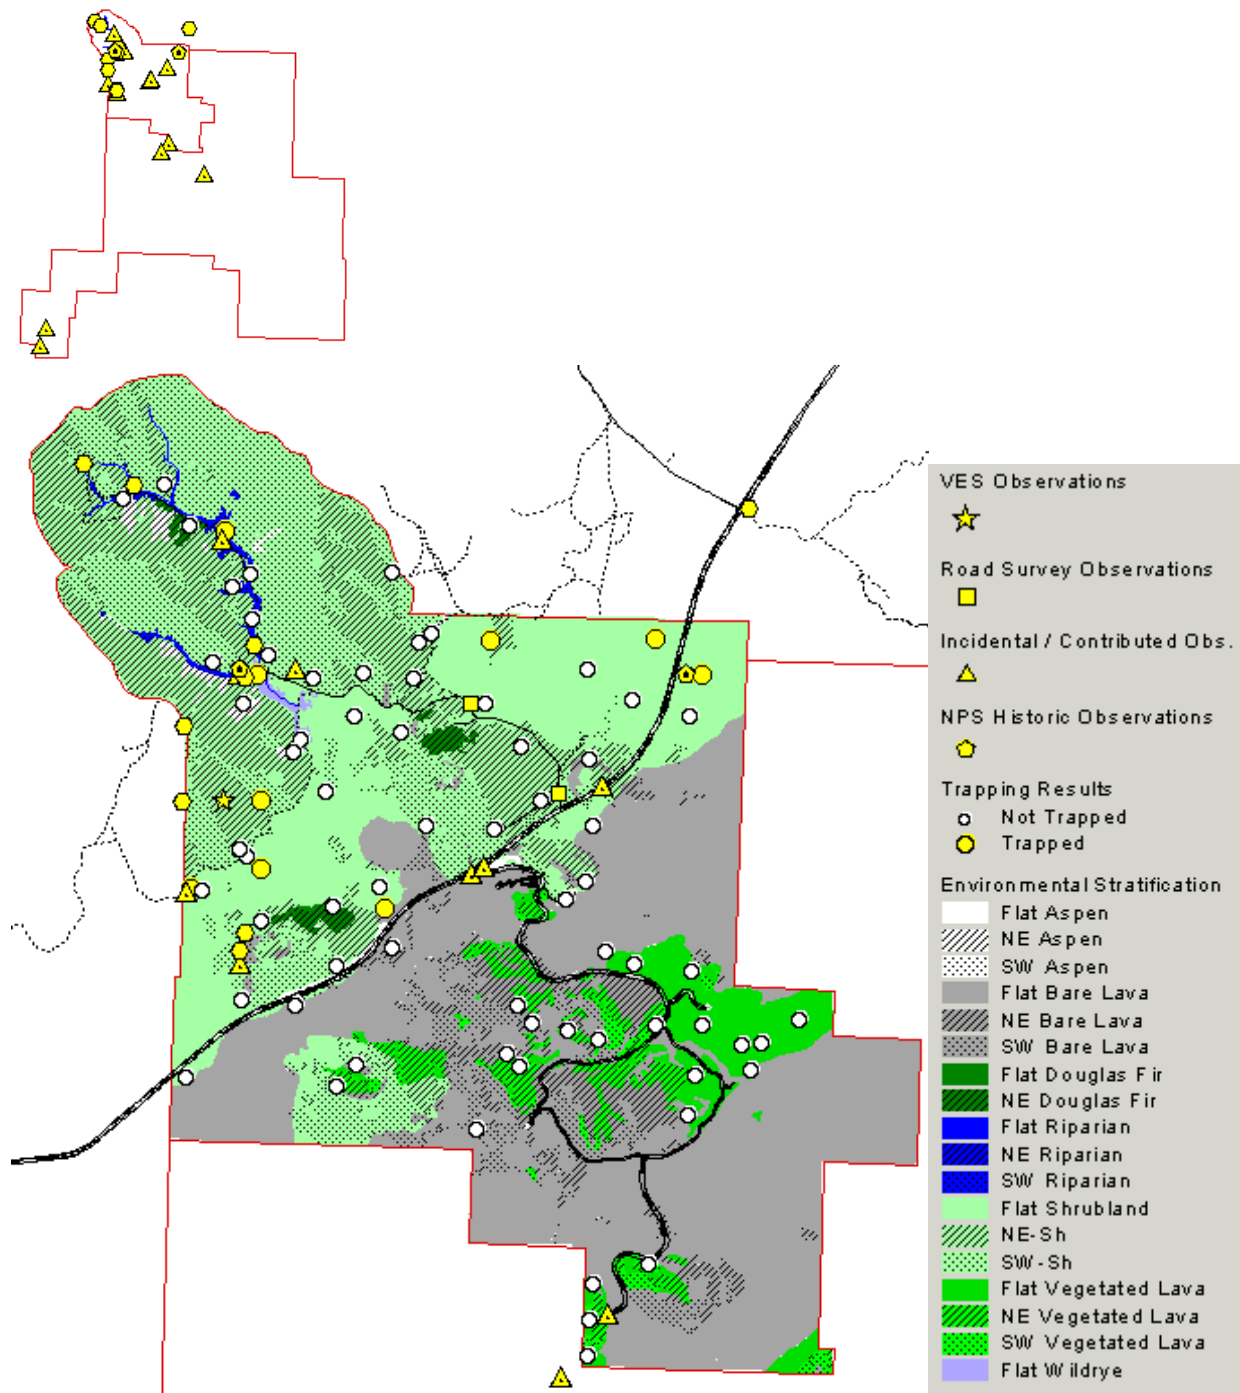 VES Observations
Road Survey Observations
Incidental / Contributed Obs.
NPS Historic Observations
Trapping Results
Not Trapped
Trapped
Environmental Stratification
Flat Aspen
NE Aspen
SW Aspen
Flat Bare Lava
NE Bare Lava
SW Bare Lava
Flat Douglas Fir
NE Douglas Fir
Flat Riparian
NE Riparian
SW Riparian
Flat Shrubland
NE-Sh
SW-Sh
Flat Vegetated Lava
NE Vegetated Lava
SW Vegetated Lava
Flat Wildrye